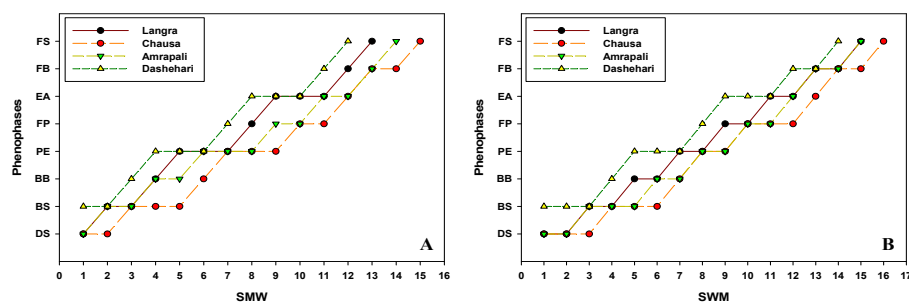 Langra
Chausa
Amrapali
Dashehari
FS
FB
EA
FP
PE
BB
BS
DS
Phenophases
0 1 2 3 4 5 6 7 8 9 10 11 12 13 14 15 16
SMW
A
Langra
Chausa
Amrapali
Dashehari
FS
FB
EA
FP
PE
BB
BS
DS
Phenophases
0 1 2 3 4 5 6 7 8 9 10 11 12 13 14 15 16 17
SWM
B